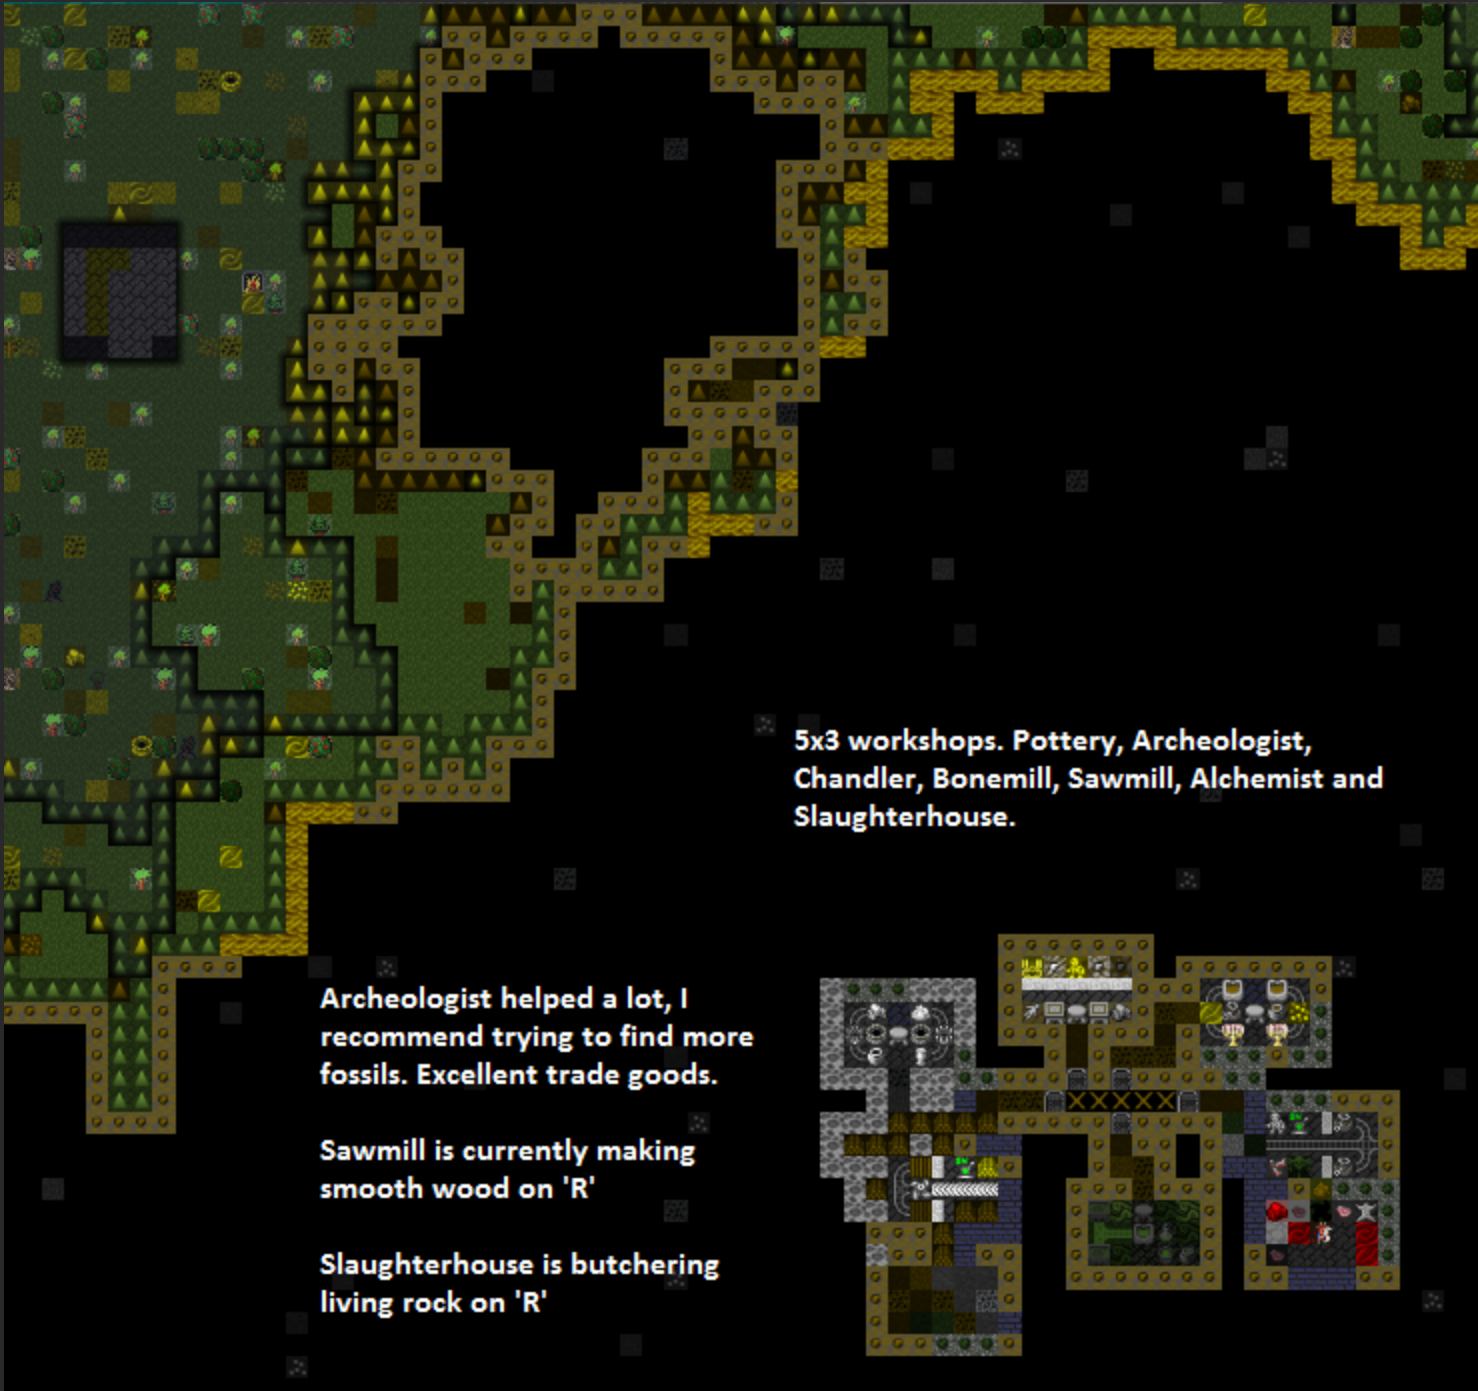 5x3 workshops. Pottery, Archeologist,
Chandler, Bonemill, Sawmill, Alchemist and
Slaughterhouse.
Archeologist helped a lot, I
recommend trying to find more
fossils. Excellent trade goods.
Sawmill is currently making
smooth wood on 'R'
Slaughterhouse is butchering
living rock on 'R'